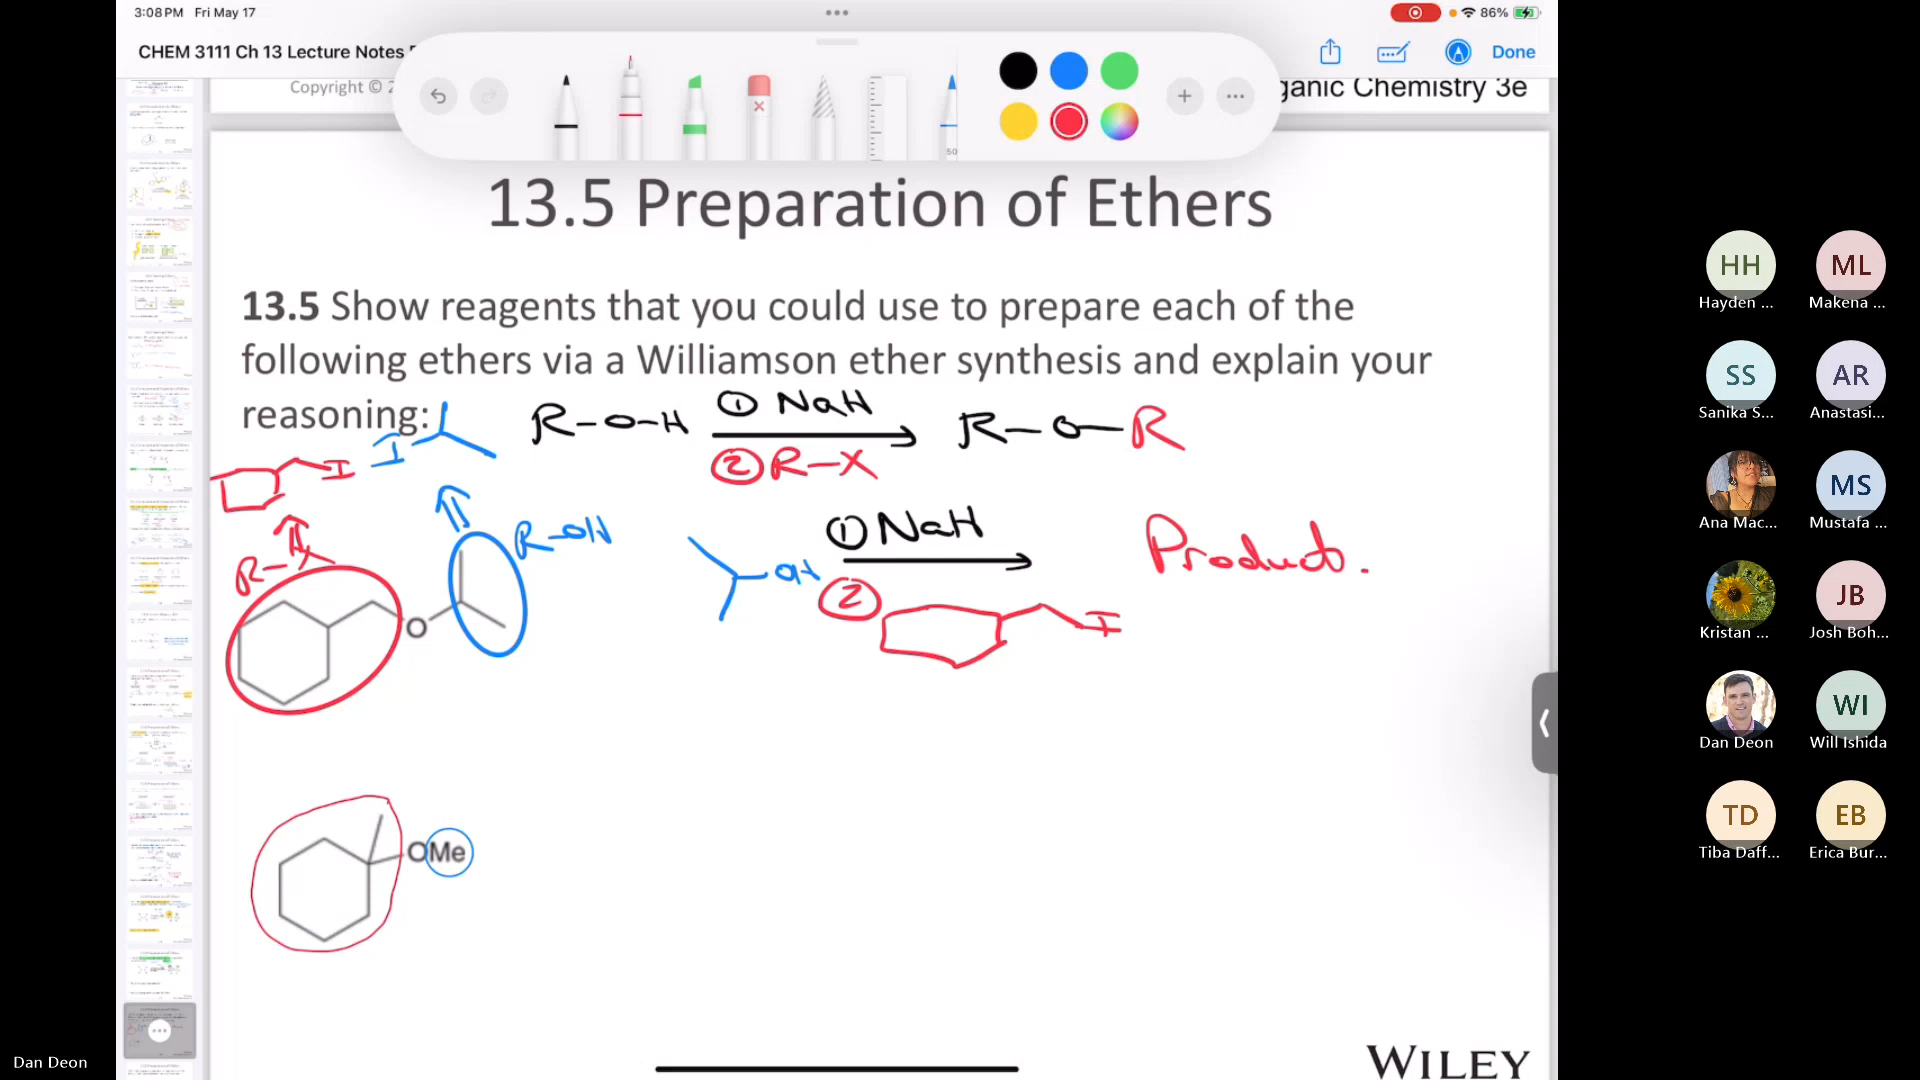 3:08 PM Fri May 17
86%
CHEM 3111 Ch 13 Lecture Notes
Done
50
Copyright ©
ganic Chemistry 3e
13.5 Preparation of Ethers
13.5 Show reagents that you could use to prepare each of the
following ethers via a Williamson ether synthesis and explain your
reasoning:
R-O-H
① NaH
② R-X
R-O-R
I
I
R-X
R-OH
O
OH
① NaH
②
I
Product.
OMe
WILEY
HH
Hayden ...
ML
Makena ...
SS
Sanika S...
AR
Anastasi...
Ana Mac...
MS
Mustafa ...
Kristan ...
JB
Josh Boh...
Dan Deon
WI
Will Ishida
TD
Tiba Daff...
EB
Erica Bur...
Dan Deon